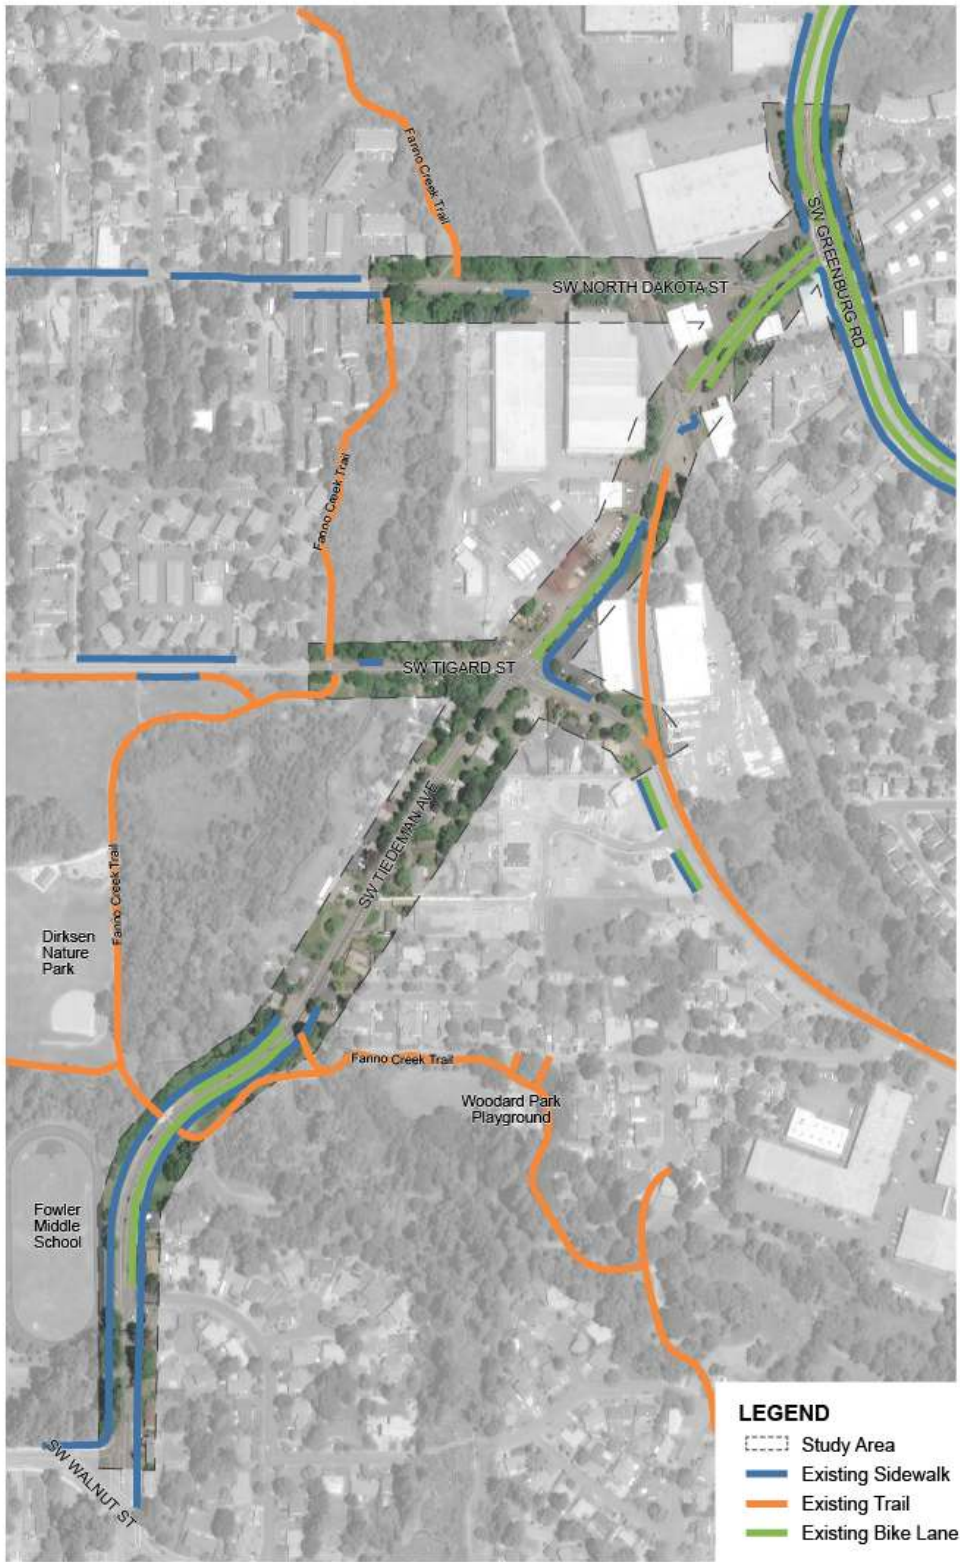 Fanno Creek Trail
SW GREENBURG RD
SW NORTH DAKOTA ST
Fanno Creek Trail
SW TIGARD ST
SW TIEDEMAN AVE
Fanno Creek Trail
Dirksen
Nature
Park
Fanno Creek Trail
Woodard Park
Playground
Fowler
Middle
School
SW WALNUT ST
LEGEND
Study Area
Existing Sidewalk
Existing Trail
Existing Bike Lane